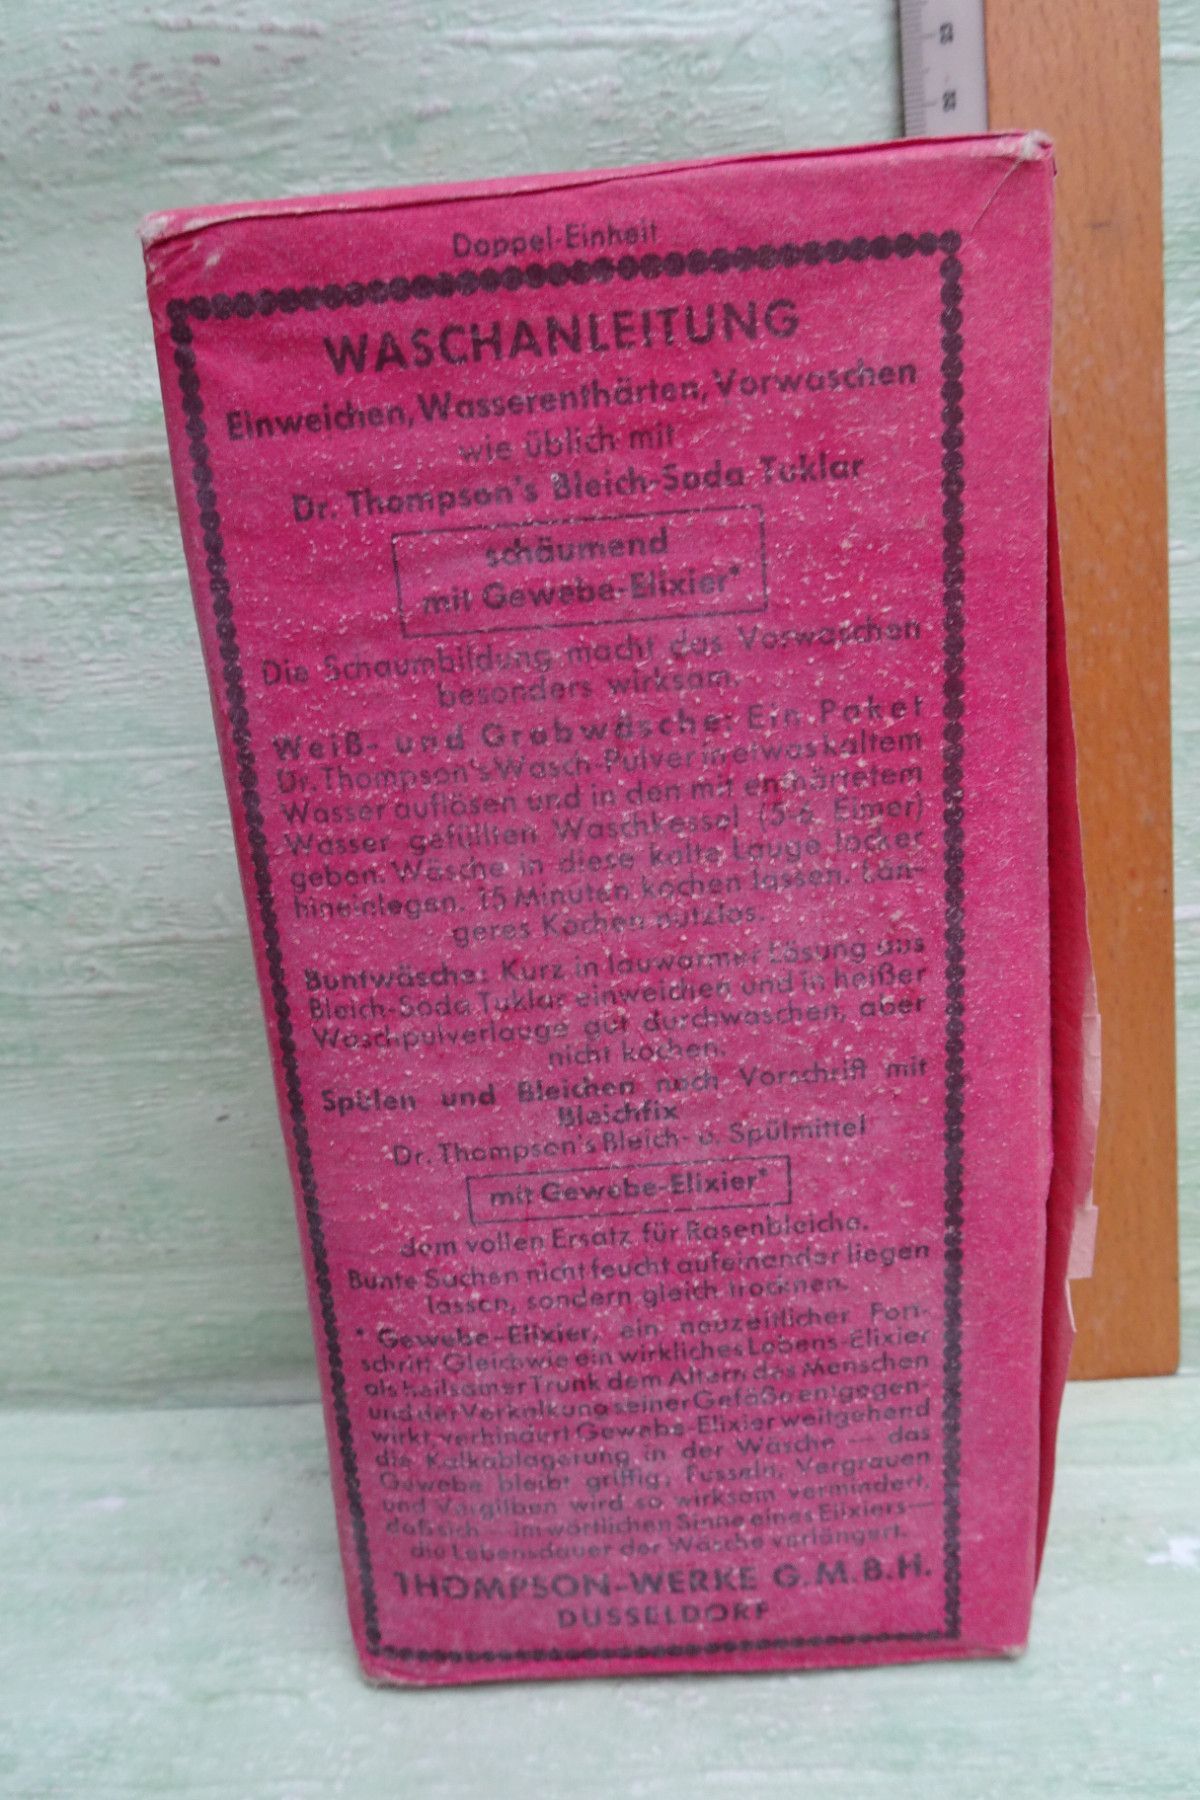 Doppel-Einheit
WASCHANLEITUNG
Einweichen, Wasserenthärten, Vorwaschen
wie üblich mit
Dr. Thompson's Bleich-Soda Tuklar
schäumend
mit Gewebe-Elixier*
Die Schaumbildung macht das Vorwaschen
besonders wirksam.
Weiß- und Grobwäsche: Ein Paket
Dr. Thompson's Wasch-Pulver in etwas kaltem
Wasser auflösen und in den mit enthärtetem
Wasser gefüllten Waschkessel (5-6 Eimer)
geben. Wäsche in diese kalte Lauge locker
hineinlegen. 15 Minuten kochen lassen. Län-
geres Kochen nutzlos.
Buntwäsche: Kurz in lauwarmer Lösung aus
Bleich-Soda Tuklar einweichen und in heißer
Waschpulverlauge gut durchwaschen, aber
nicht kochen.
Spülen und Bleichen nach Vorschrift mit
Bleichfix
Dr. Thompson's Bleich- u. Spülmittel
mit Gewebe-Elixier*
dem vollen Ersatz für Rasenbleiche.
Bunte Sachen nicht feucht aufeinander liegen
lassen, sondern gleich trocknen.
* Gewebe-Elixier, ein neuzeitlicher Fort-
schritt. Gleichwie ein wirkliches Lebens-Elixier
als heilsamer Trunk dem Altern des Menschen
und der Verkalkung seiner Gefäße entgegen-
wirkt, verhindert Gewebe-Elixier weitgehend
die Kalkablagerung in der Wäsche — das
Gewebe bleibt griffig, Fusseln, Vergrauen
und Vergilben wird so wirksam vermindert,
daß sich — im wörtlichen Sinne eines Elixiers —
die Lebensdauer der Wäsche verlängert.
THOMPSON-WERKE G.M.B.H.
DÜSSELDORF